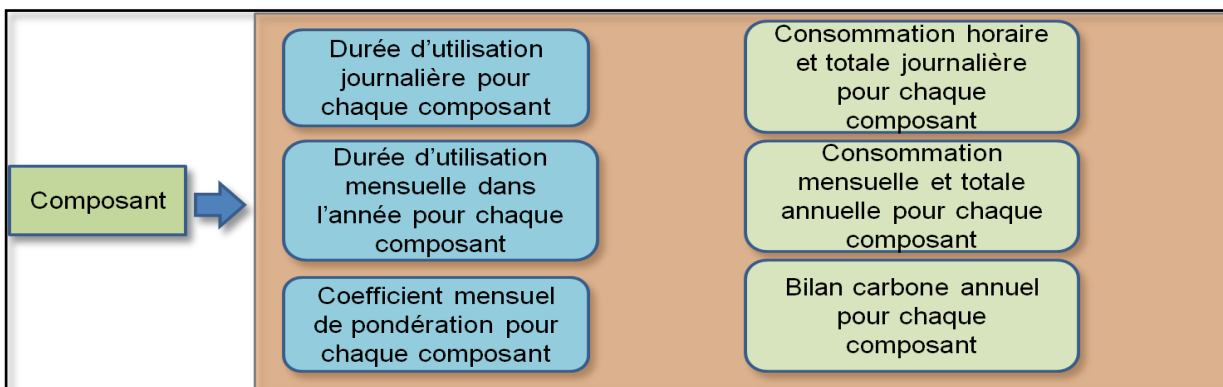 Composant
Durée d'utilisation
journalière pour
chaque composant
Durée d'utilisation
mensuelle dans
l'année pour chaque
composant
Coefficient mensuel
de pondération pour
chaque composant
Consommation horaire
et totale journalière
pour chaque
composant
Consommation
mensuelle et totale
annuelle pour chaque
composant
Bilan carbone annuel
pour chaque
composant